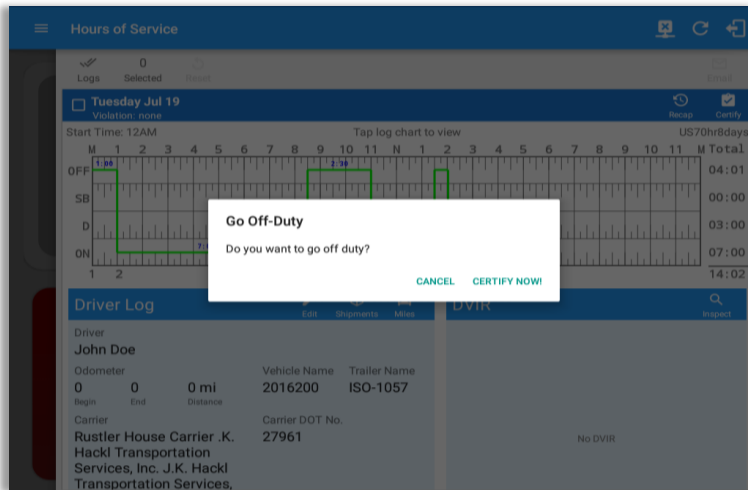 Hours of Service
0
Logs Selected Reset Email
Tuesday Jul 19
Violation: none
Recap Certify
Start Time: 12AM Tap log chart to view US70hr8days
M 1 2 3 4 5 6 7 8 9 10 11 N 1 2 3 4 5 6 7 8 9 10 11 M Total
1:00 2:30
OFF 04:01
SB 00:00
D 03:00
ON 07:00
1 2 14:02
Go Off-Duty
Do you want to go off duty?
CANCEL CERTIFY NOW!
Driver Log
Edit Shipments Miles
DVIR
Inspect
Driver
John Doe
Odometer Vehicle Name Trailer Name
0 0 0 mi 2016200 ISO-1057
Begin End Distance
Carrier Carrier DOT No.
Rustler House Carrier .K. 27961
Hackl Transportation
Services, Inc. J.K. Hackl
Transportation Services,
No DVIR